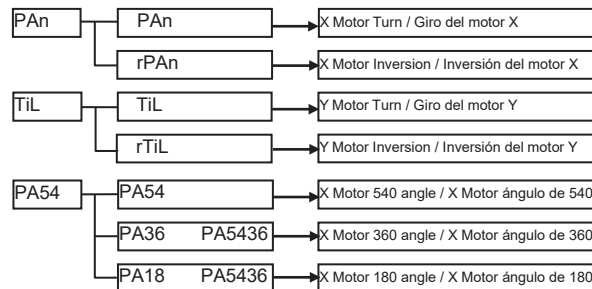 PAn PAn X Motor Turn / Giro del motor X
rPAn X Motor Inversion / Inversión del motor X
TiL TiL Y Motor Turn / Giro del motor Y
rTiL Y Motor Inversion / Inversión del motor Y
PA54 PA54 X Motor 540 angle / X Motor ángulo de 540
PA36 PA5436 X Motor 360 angle / X Motor ángulo de 360
PA18 PA5436 X Motor 180 angle / X Motor ángulo de 180